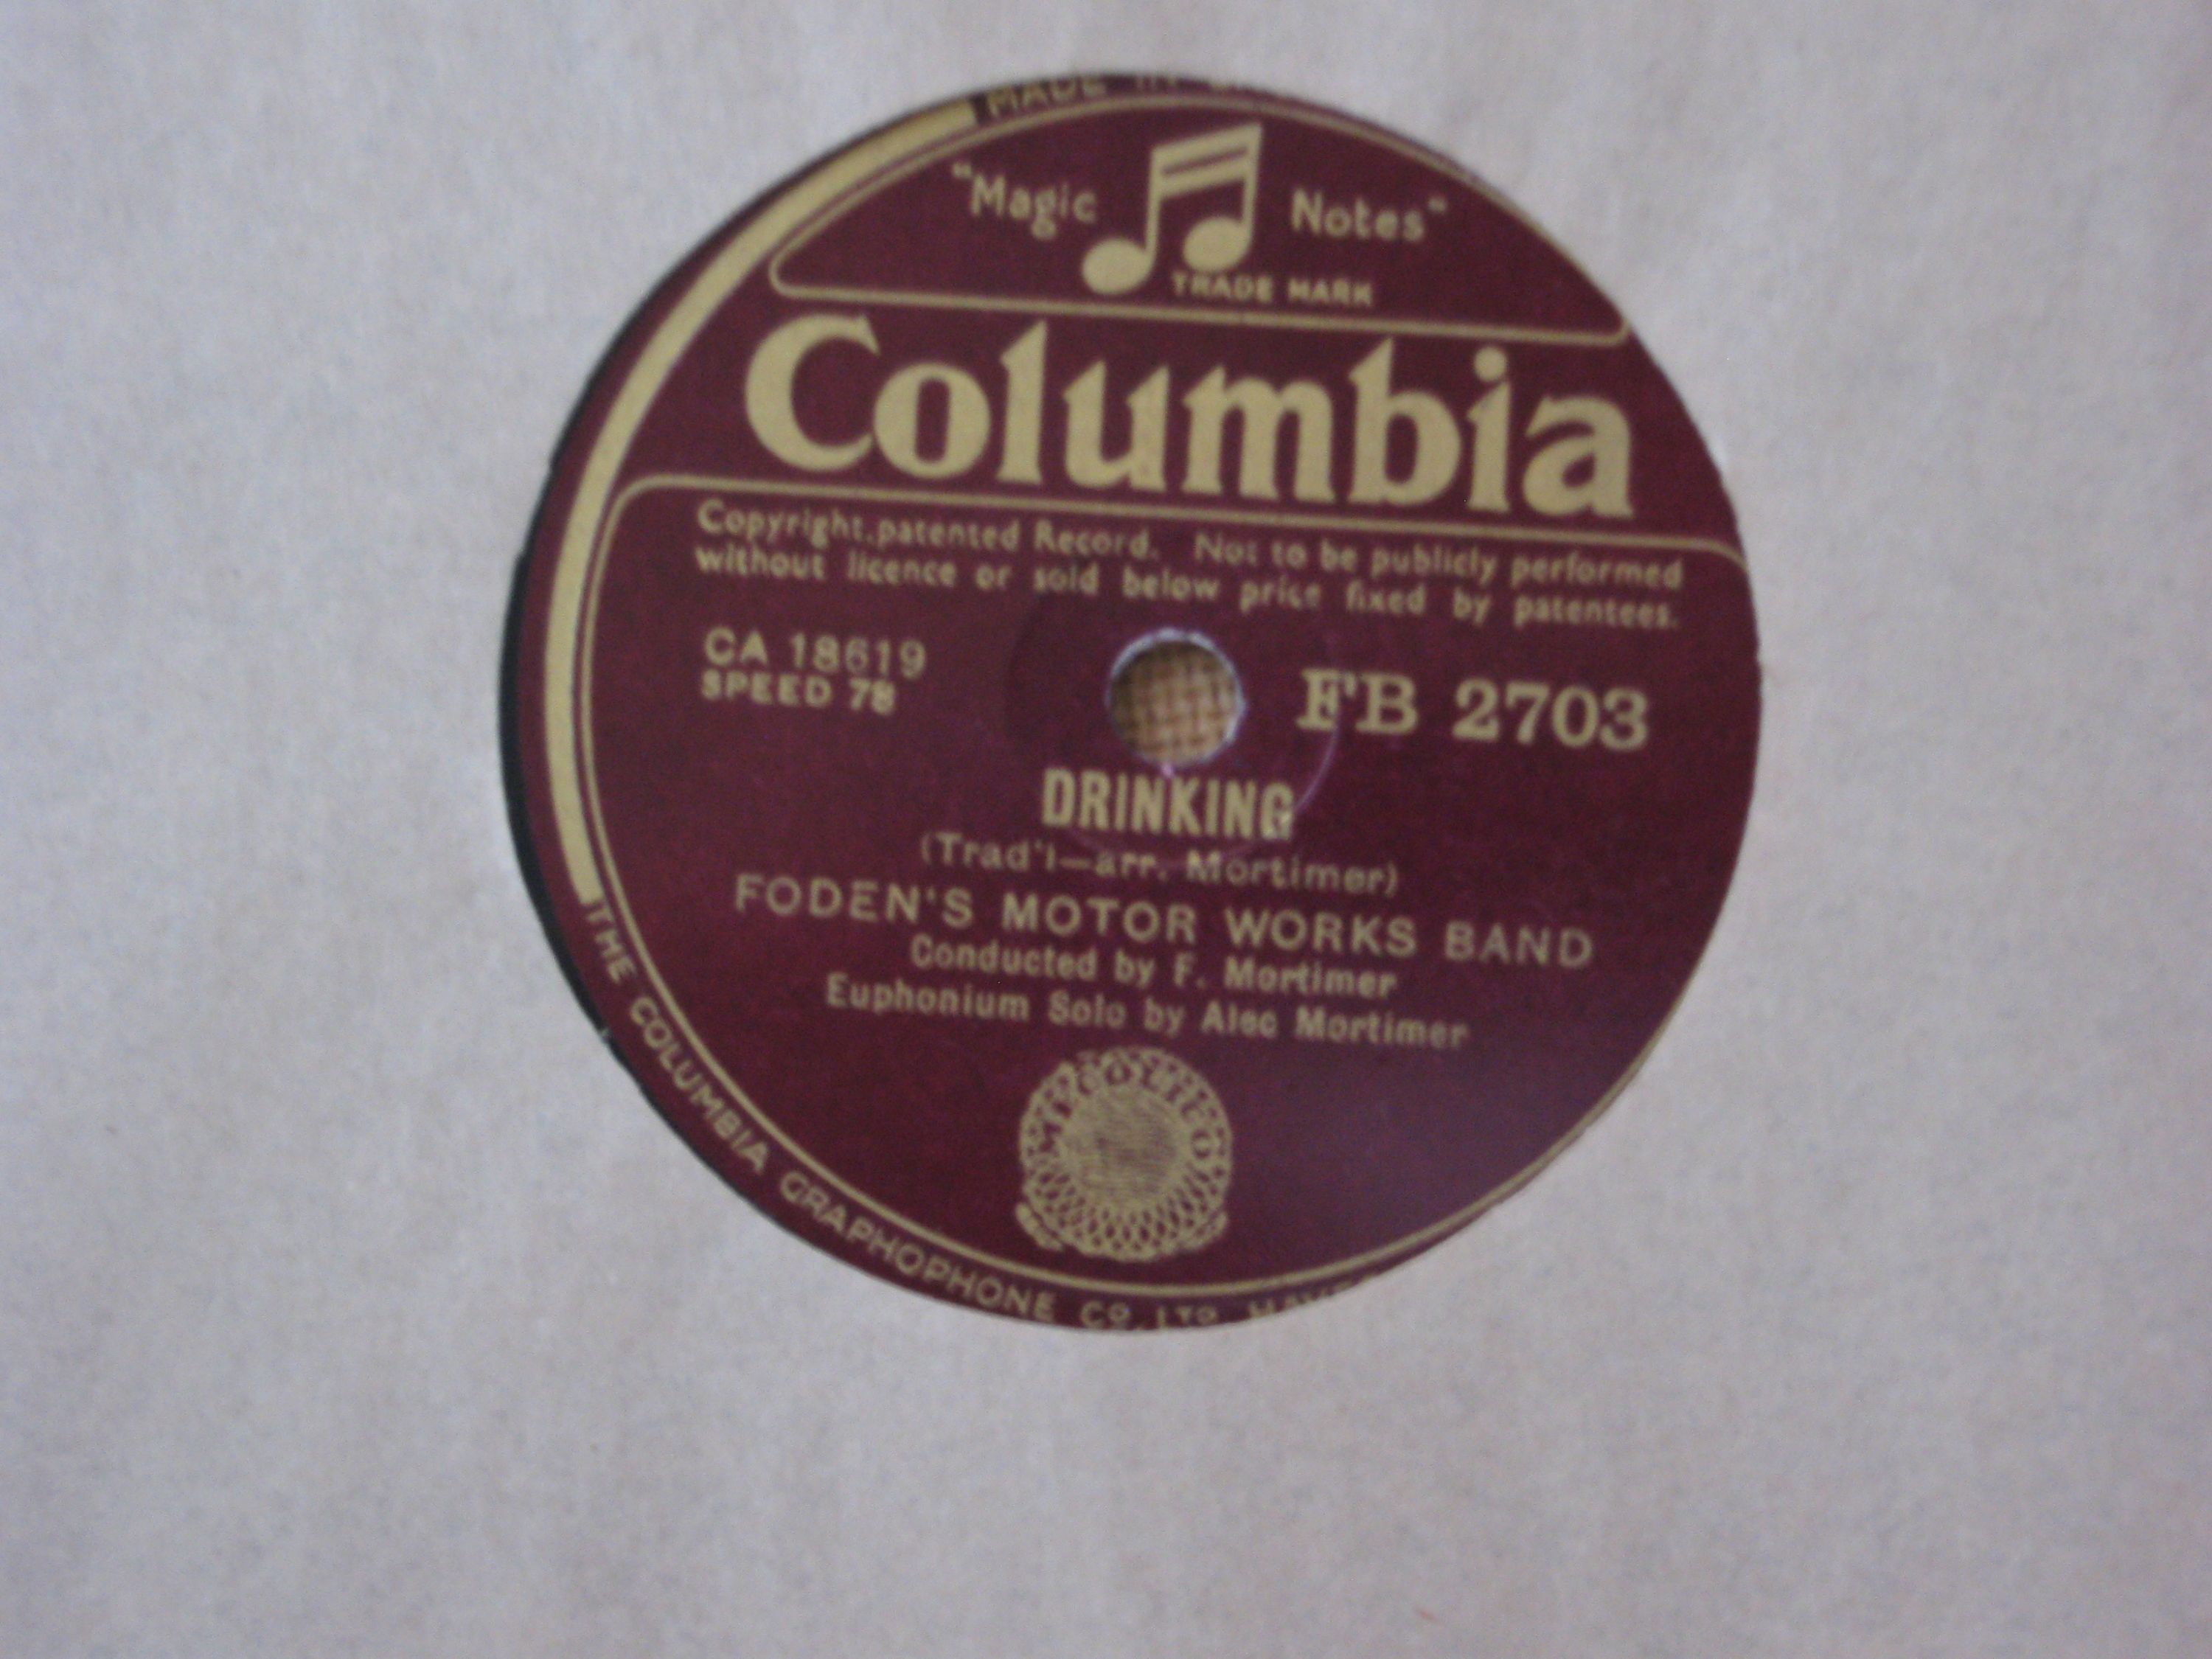 MADE IN
"Magic Notes"
TRADE MARK
Columbia
Copyright.patented Record. Not to be publicly performed
without licence or sold below price fixed by patentees.
CA 18619
SPEED 78
FB 2703
DRINKING
(Trad'l—arr. Mortimer)
FODEN'S MOTOR WORKS BAND
Conducted by F. Mortimer
Euphonium Solo by Alec Mortimer
THE COLUMBIA GRAPHOPHONE CO. LTD.